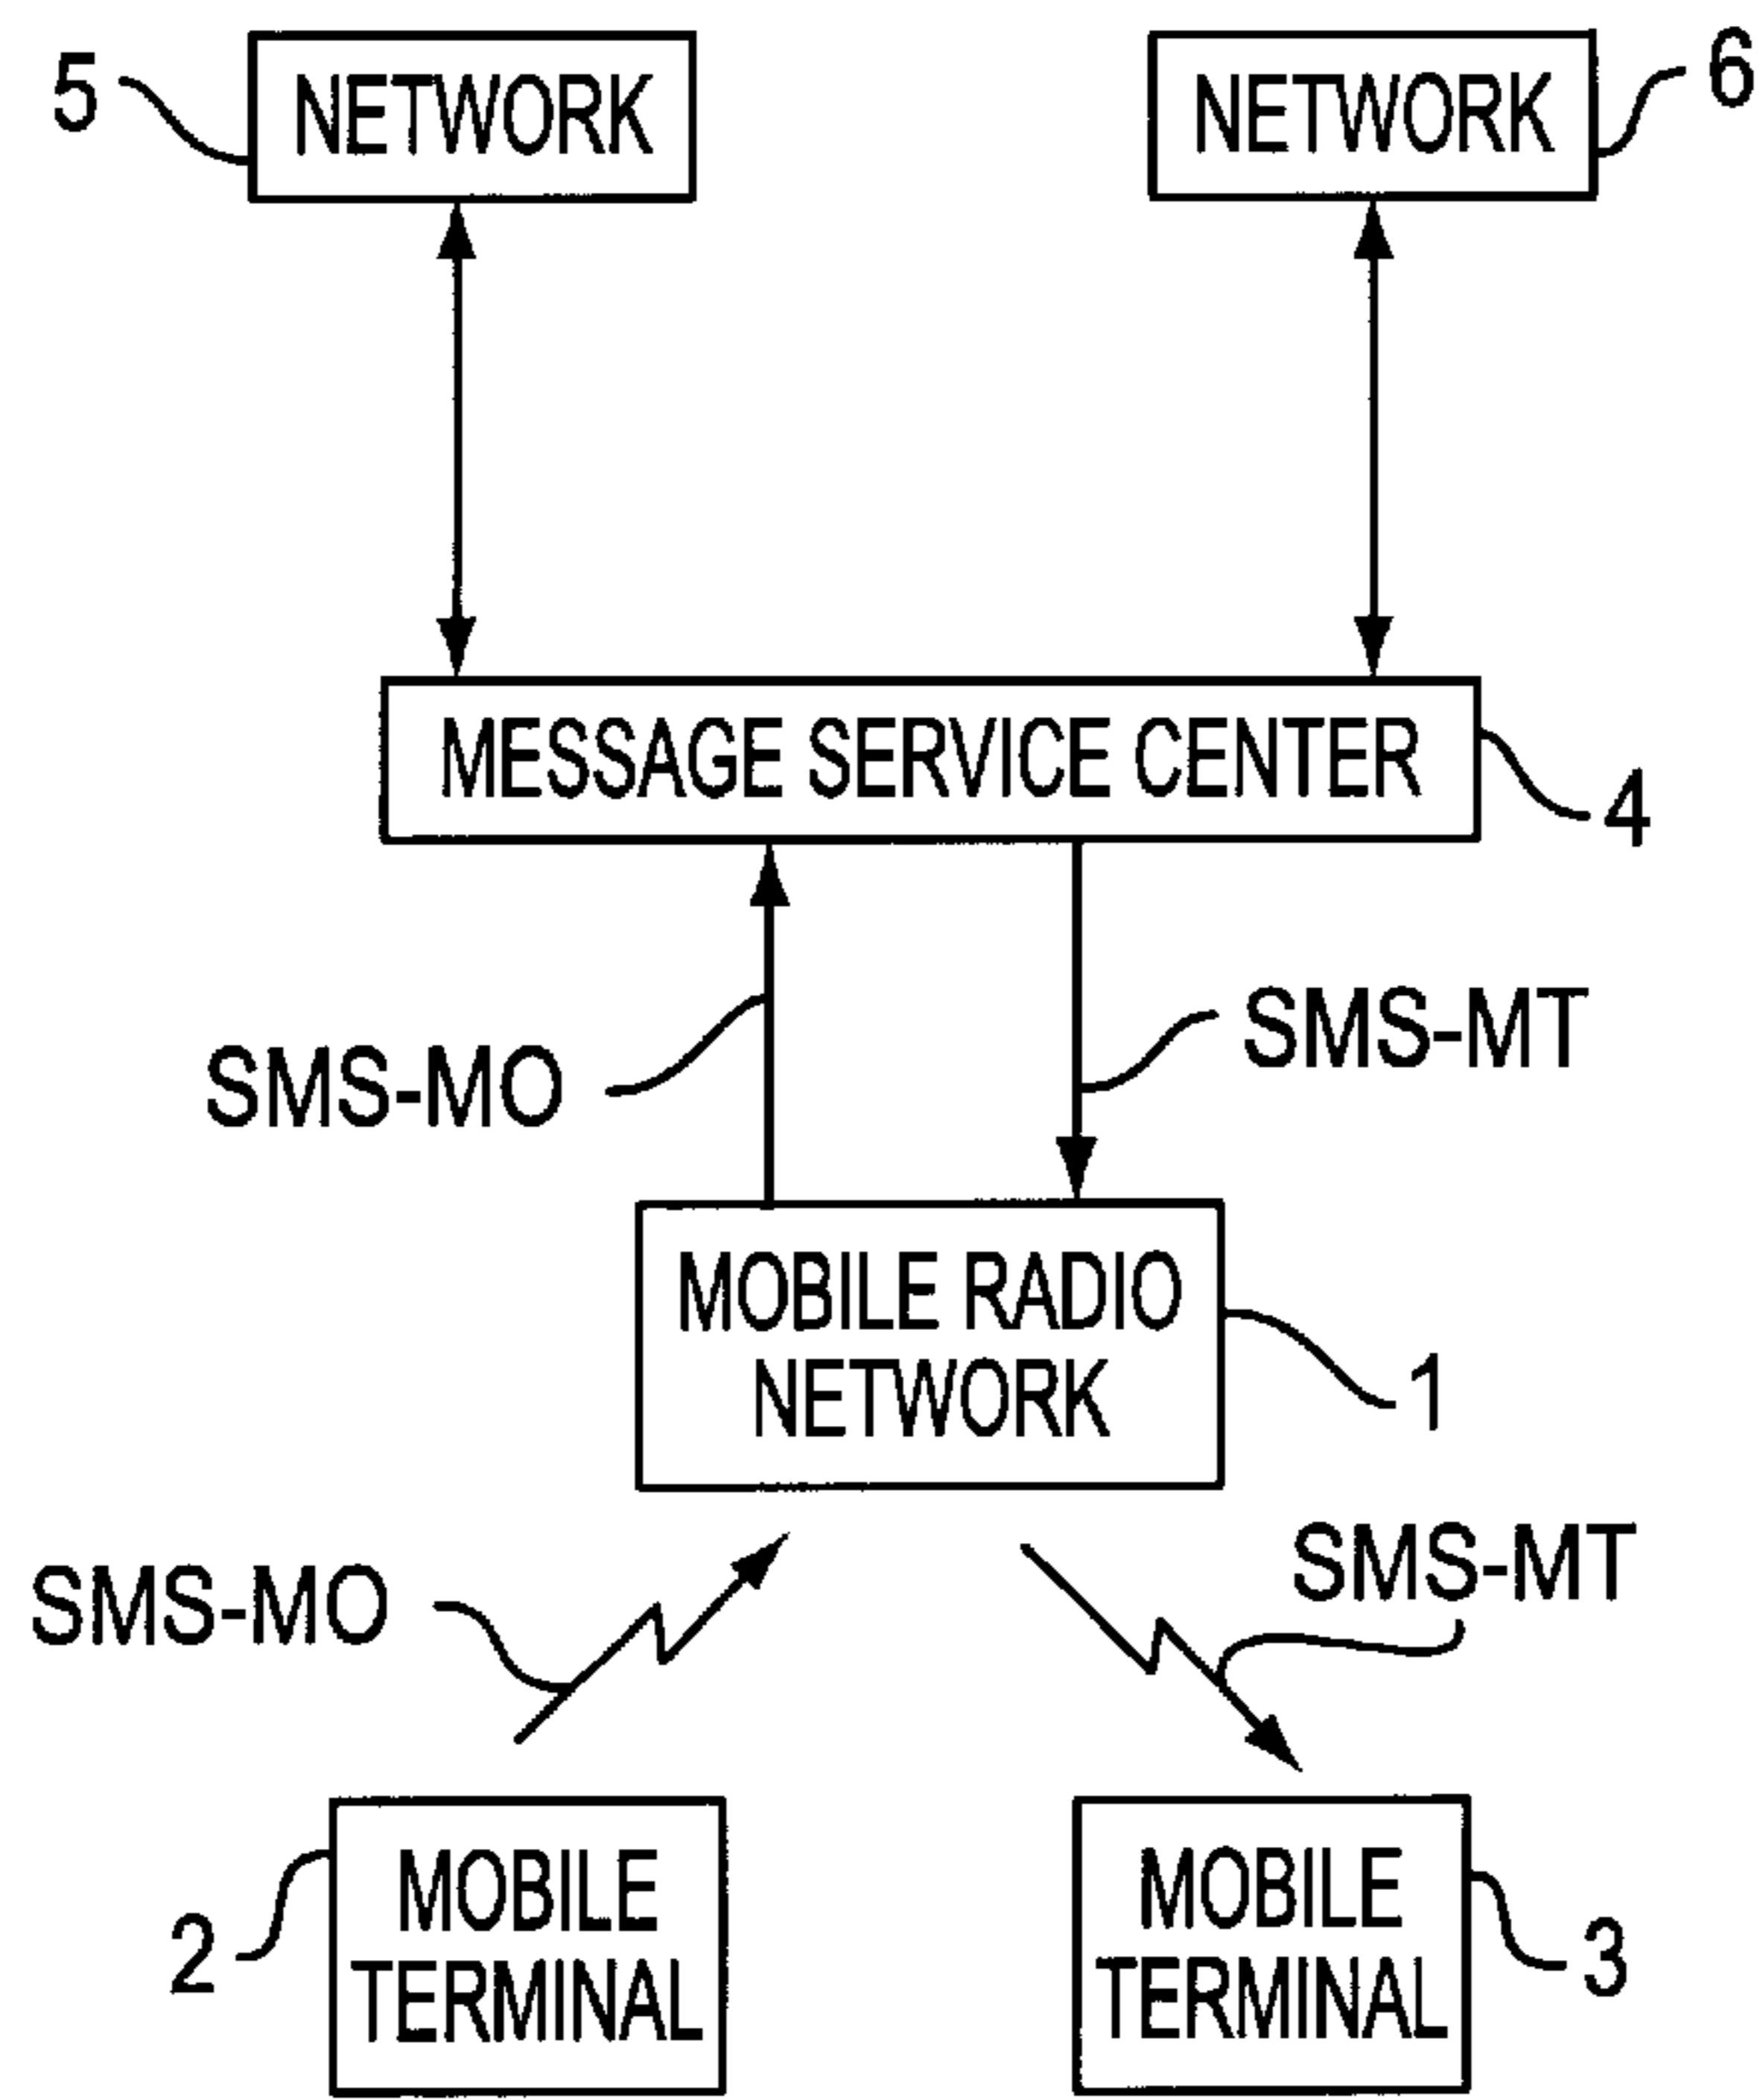 5
NETWORK
NETWORK
6
MESSAGE SERVICE CENTER
4
SMS-MO
SMS-MT
MOBILE RADIO
NETWORK
1
SMS-MO
SMS-MT
2
MOBILE
TERMINAL
MOBILE
TERMINAL
3